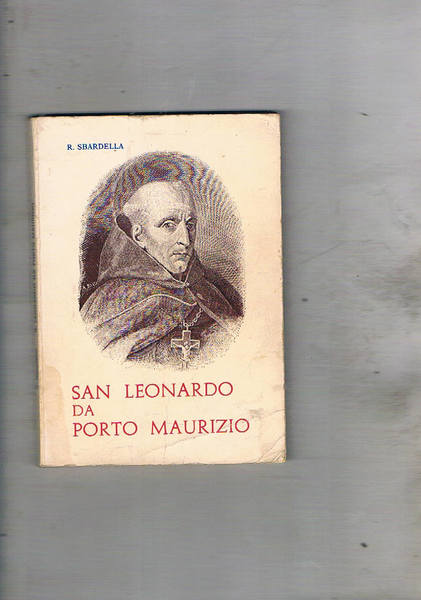 R. SBARDELLA
SAN LEONARDO
DA
PORTO MAURIZIO